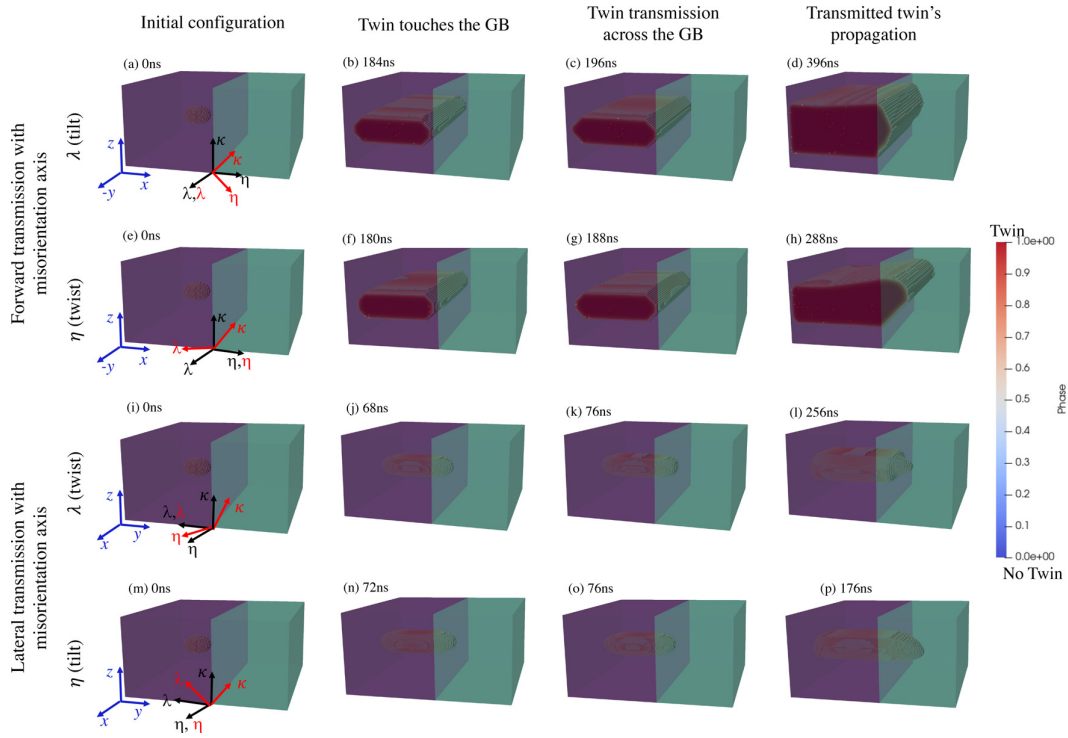 Initial configuration
Twin touches the GB
Twin transmission
across the GB
Transmitted twin's
propagation
Forward transmission with
misorientation axis
λ (tilt)
(a) 0ns
(b) 184ns
(c) 196ns
(d) 396ns
z
-y
x
κ
κ
η
λ,λ
η
η (twist)
(e) 0ns
(f) 180ns
(g) 188ns
(h) 288ns
z
-y
x
κ
κ
λ
λ
η,η
Twin
1.0e+00
0.9
0.8
0.7
0.6
0.5
0.4
0.3
0.2
0.1
0.0e+00
Phase
No Twin
Lateral transmission with
misorientation axis
λ (twist)
(i) 0ns
(j) 68ns
(k) 76ns
(l) 256ns
z
x
y
κ
κ
λ,λ
η
η
η (tilt)
(m) 0ns
(n) 72ns
(o) 76ns
(p) 176ns
z
x
y
λ
κ
κ
λ
η, η